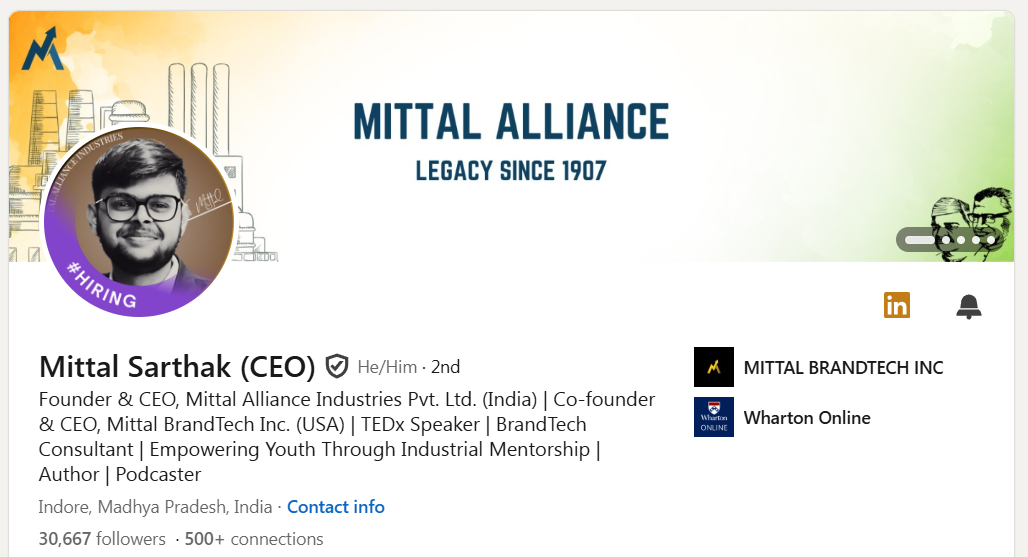 MITTAL ALLIANCE
LEGACY SINCE 1907
ALLIANCE INDUSTRIES
#HIRING
in
Mittal Sarthak (CEO) He/Him · 2nd
Founder & CEO, Mittal Alliance Industries Pvt. Ltd. (India) | Co-founder
& CEO, Mittal BrandTech Inc. (USA) | TEDx Speaker | BrandTech
Consultant | Empowering Youth Through Industrial Mentorship |
Author | Podcaster
Indore, Madhya Pradesh, India · Contact info
30,667 followers · 500+ connections
MITTAL BRANDTECH INC
Wharton
ONLINE
Wharton Online